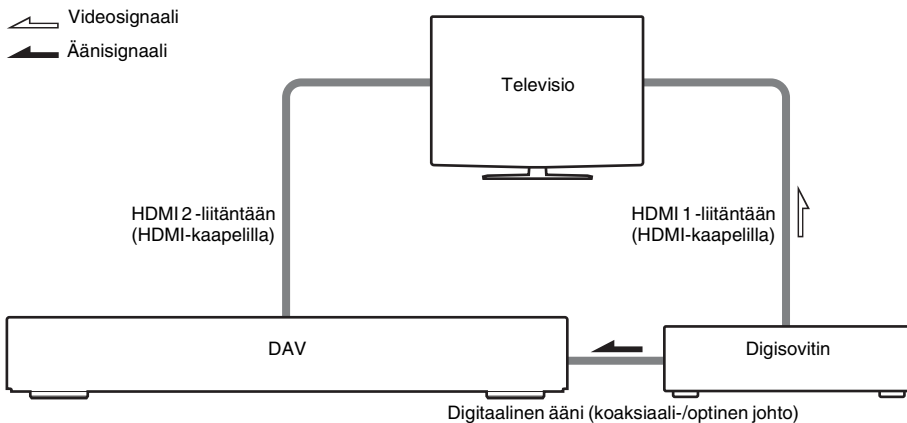 Videosignaali
Äänisignaali
Televisio
HDMI 2 -liitäntään
(HDMI-kaapelilla)
HDMI 1 -liitäntään
(HDMI-kaapelilla)
DAV
Digisovitin
Digitaalinen ääni (koaksiaali-/optinen johto)